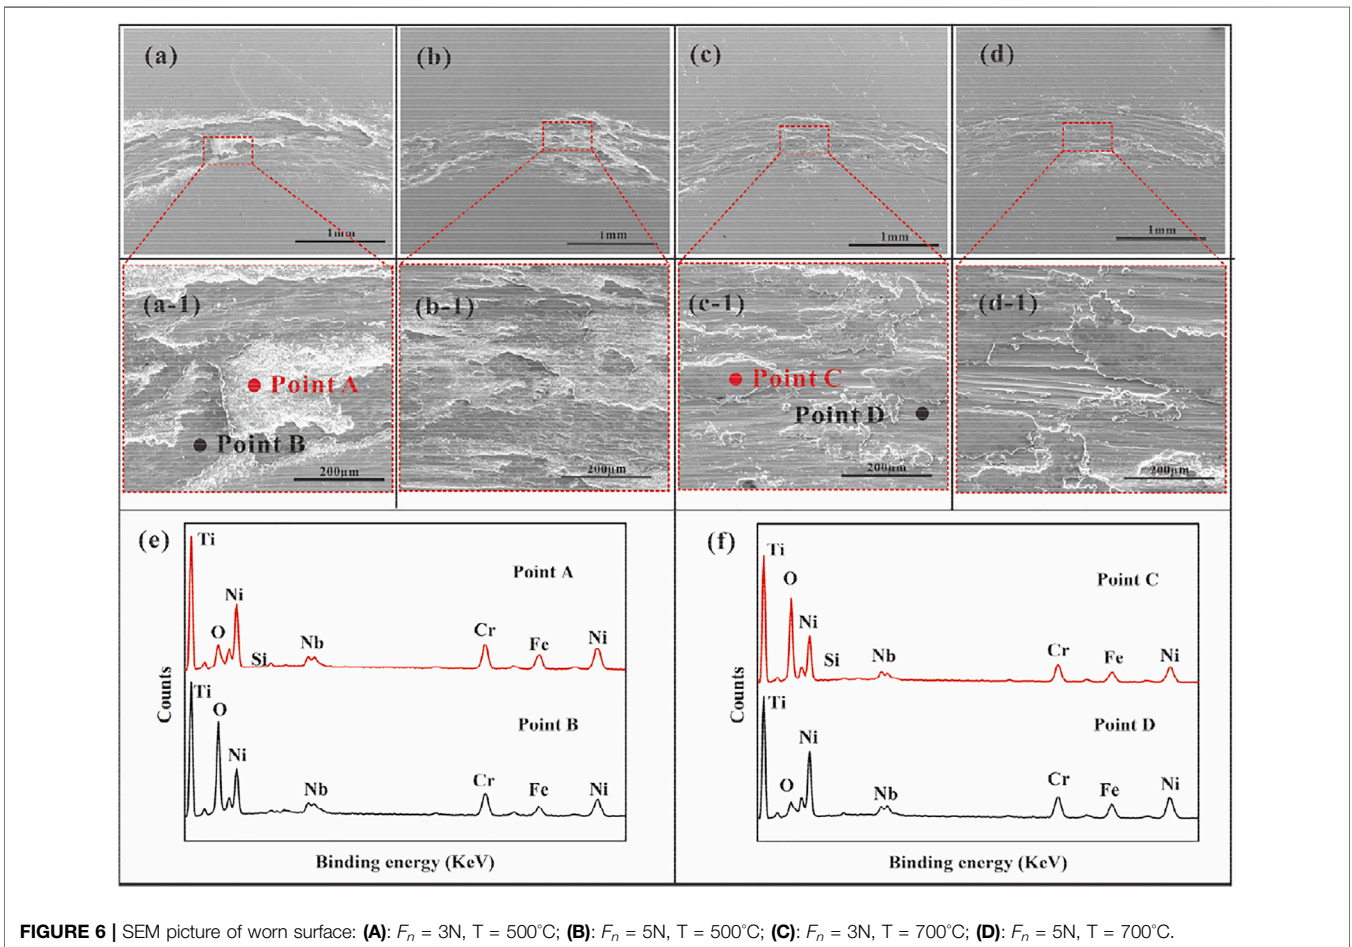 (a)
(b)
(c)
(d)
1mm
1mm
1mm
1mm
(a-1)
(b-1)
(c-1)
(d-1)
Point A
Point B
Point C
Point D
200μm
200μm
200μm
200μm
(e)
Ti
O
Ni
Si
Nb
Point A
Cr
Fe
Ni
Ti
O
Ni
Nb
Point B
Cr
Fe
Ni
Counts
Binding energy (KeV)
(f)
Ti
O
Ni
Si
Nb
Point C
Cr
Fe
Ni
Ti
O
Ni
Nb
Point D
Cr
Fe
Ni
Counts
Binding energy (KeV)
FIGURE 6 | SEM picture of worn surface: (A): Fn = 3N, T = 500°C; (B): Fn = 5N, T = 500°C; (C): Fn = 3N, T = 700°C; (D): Fn = 5N, T = 700°C.